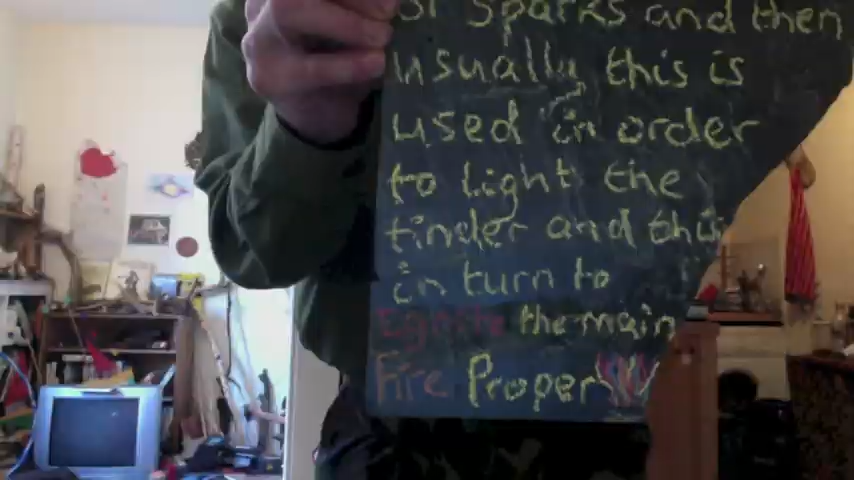 or sparks and then
usually this is
used in order
to light the
tinder and this
in turn to
Ignite the main
Fire Proper